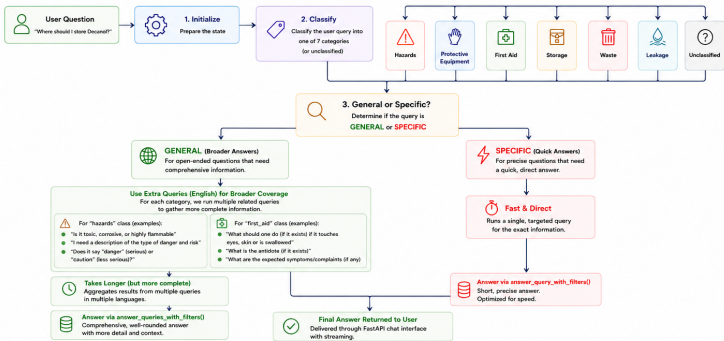 User Question
"Where should I store Decanol?"
1. Initialize
Prepare the state
2. Classify
Classify the user query into
one of 7 categories
(or unclassified)
Hazards
Protective
Equipment
First Aid
Storage
Waste
Leakage
Unclassified
3. General or Specific?
Determine if the query is
GENERAL or SPECIFIC
GENERAL (Broader Answers)
For open-ended questions that need
comprehensive information.
SPECIFIC (Quick Answers)
For precise questions that need
a quick, direct answer.
Use Extra Queries (English) for Broader Coverage
For each category, we run multiple related queries
to gather more complete information.
For "hazards" class (examples):
"Is it toxic, corrosive, or highly flammable"
"I need a description of the type of danger and risk"
"Does it say "danger" (serious) or
"caution" (less serious)?"
For "first_aid" class (examples):
"What should one do (if it exists) if it touches
eyes, skin or is swallowed"
"What is the antidote (if it exists)"
"What are the expected symptoms/complaints (if any)
Fast & Direct
Runs a single, targeted query
for the exact information.
Takes Longer (but more complete)
Aggregates results from multiple queries
in multiple languages.
Answer via answer_query_with_filters()
Short, precise answer.
Optimized for speed.
Answer via answer_queries_with_filters()
Comprehensive, well-rounded answer
with more detail and context.
Final Answer Returned to User
Delivered through FastAPI chat interface
with streaming.